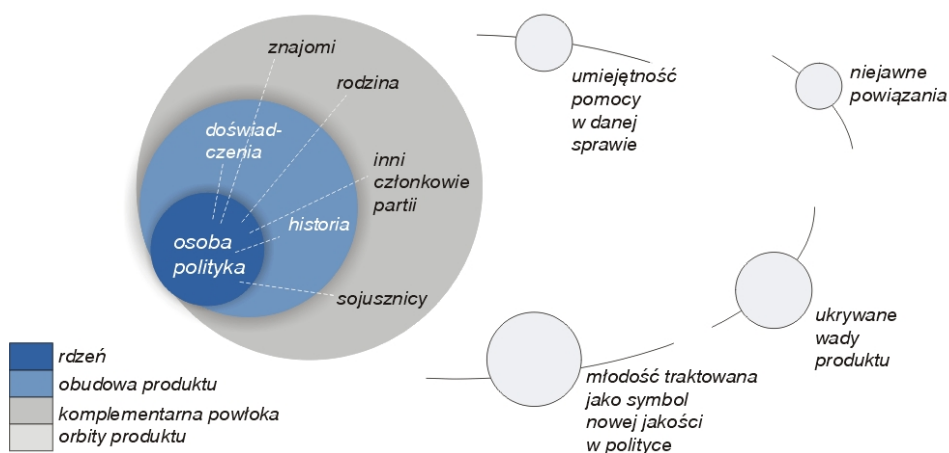 znajomi
rodzina
doświad-
czenia
inni
członkowie
partii
historia
osoba
polityka
sojusznicy
umiejętność
pomocy
w danej
sprawie
niejawne
powiązania
ukrywane
wady
produktu
młodość traktowana
jako symbol
nowej jakości
w polityce
rdzeń
obudowa produktu
komplementarna powłoka
orbity produktu